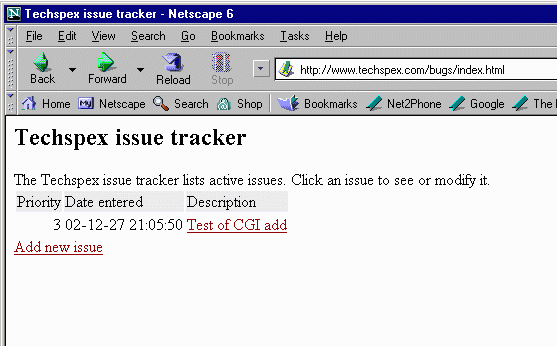 Techspex issue tracker - Netscape 6
File Edit View Search Go Bookmarks Tasks Help
Back Forward Reload Stop http://www.techspex.com/bugs/index.html
Home Netscape Search Shop Bookmarks Net2Phone Google The
Techspex issue tracker
The Techspex issue tracker lists active issues. Click an issue to see or modify it.
Priority Date entered Description
3 02-12-27 21:05:50 Test of CGI add
Add new issue